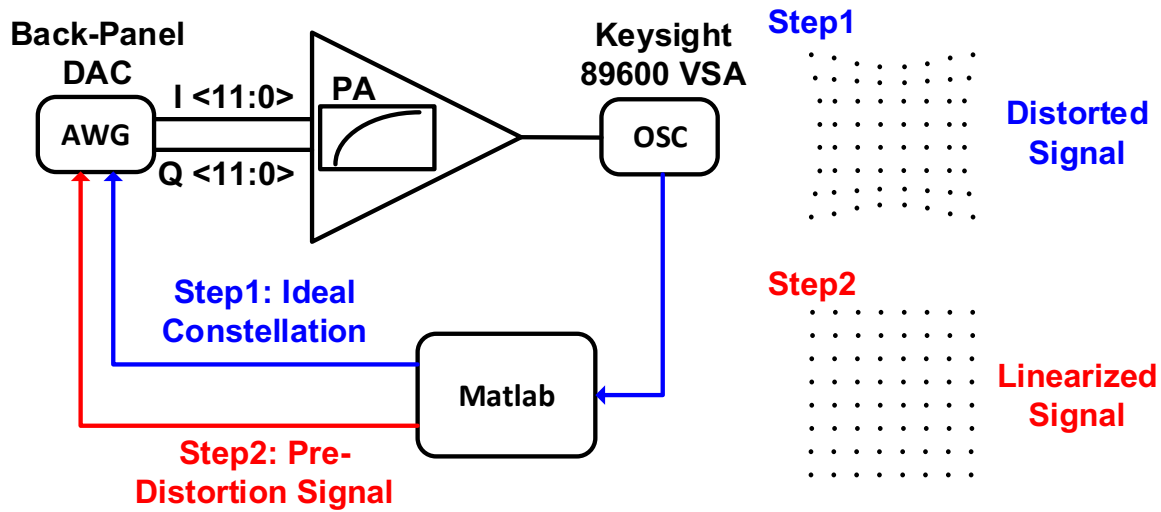 Back-Panel
DAC
AWG
I <11:0>
Q <11:0>
PA
Keysight
89600 VSA
OSC
Step1
Distorted
Signal
Step1: Ideal
Constellation
Matlab
Step2: Pre-
Distortion Signal
Step2
Linearized
Signal